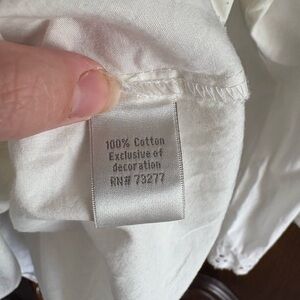 100% Cotton
Exclusive of
decoration
RN# 73277